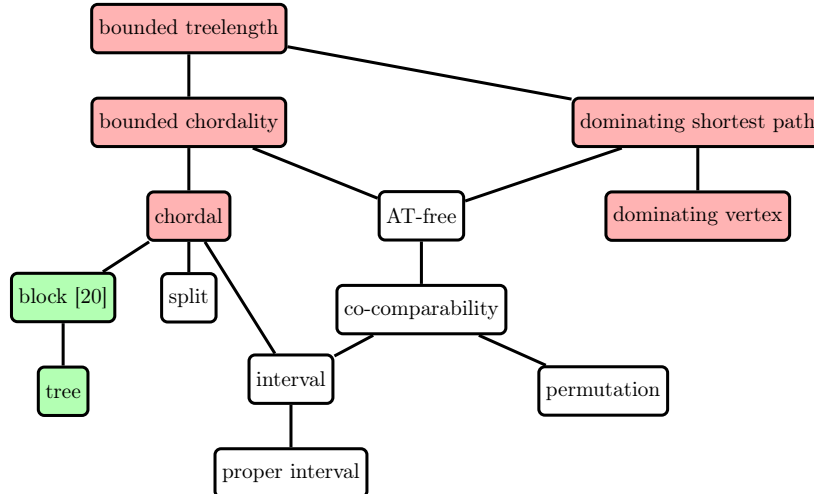 bounded treelength
bounded chordality
dominating shortest path
chordal
AT-free
dominating vertex
block [20]
split
co-comparability
tree
interval
permutation
proper interval